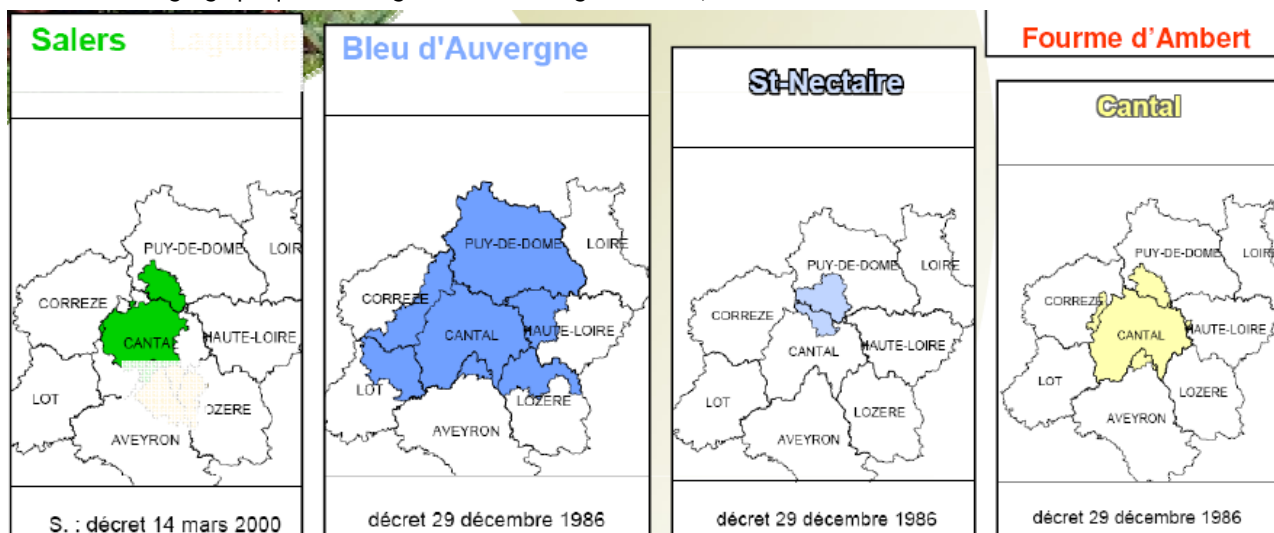 Salers Laguiole
PUY-DE-DOME
LOIR
CORREZE
CANTAL
HAUTE-LOIRE
LOT
OZERE
AVEYRON
S. : décret 14 mars 2000
Bleu d'Auvergne
PUY-DE-DOME
LOIRE
CORREZE
CANTAL
HAUTE-LOIRE
LOT
LOZERE
AVEYRON
décret 29 décembre 1986
St-Nectaire
PUY-DE-DOME
LOIRE
CORREZE
CANTAL
HAUTE-LOIRE
LOT
LOZERE
AVEYRON
décret 29 décembre 1986
Fourme d'Ambert
Cantal
PUY-DE-DOME
LOIR
CORREZE
CANTAL
HAUTE-LOIRE
LOT
LOZERE
AVEYRON
décret 29 décembre 1986